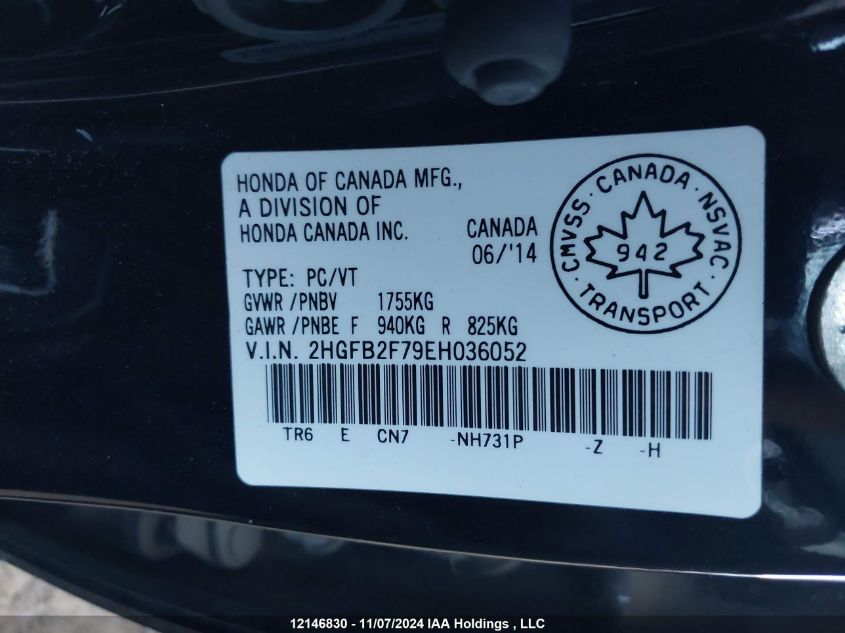 HONDA OF CANADA MFG.,
A DIVISION OF
HONDA CANADA INC.
CANADA
06/'14
CMVSS · CANADA · NSVAC
942
· TRANSPORT ·
TYPE: PC/VT
GVWR /PNBV 1755KG
GAWR /PNBE F 940KG R 825KG
V.I.N. 2HGFB2F79EH036052
TR6 E CN7 -NH731P -Z -H
12146830 - 11/07/2024 IAA Holdings , LLC